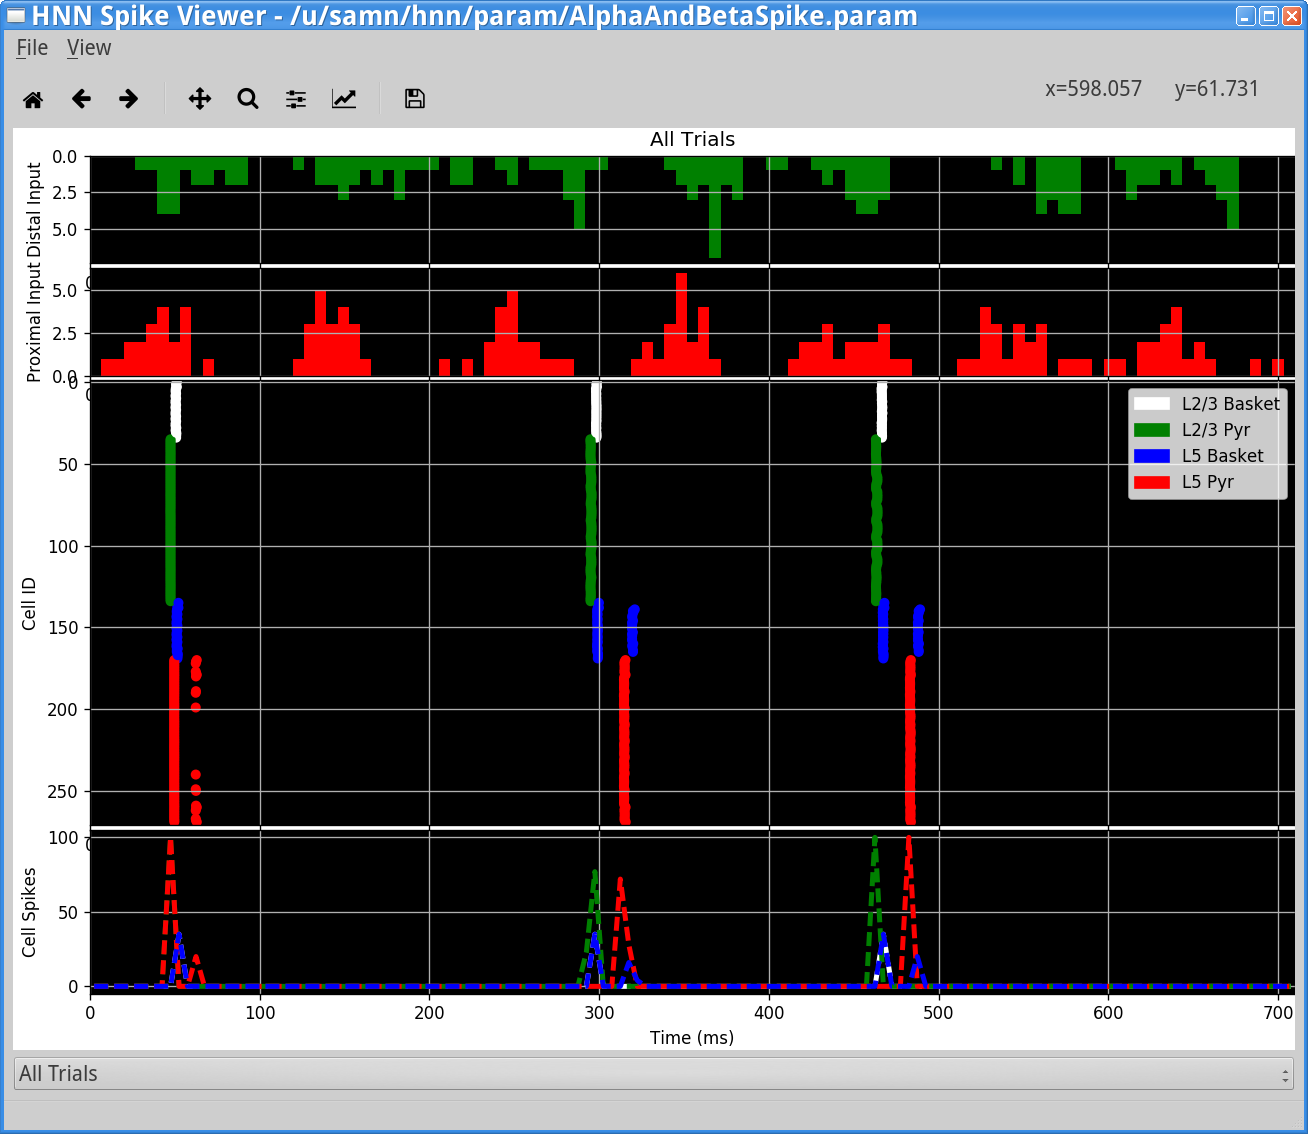 HNN Spike Viewer - /u/samn/hnn/param/AlphaAndBetaSpike.param
File View
x=598.057 y=61.731
All Trials
Distal Input
0.0
2.5
5.0
Proximal Input
5.0
2.5
0.0
Cell ID
0
50
100
150
200
250
L2/3 Basket
L2/3 Pyr
L5 Basket
L5 Pyr
Cell Spikes
100
50
0
0 100 200 300 400 500 600 700
Time (ms)
All Trials